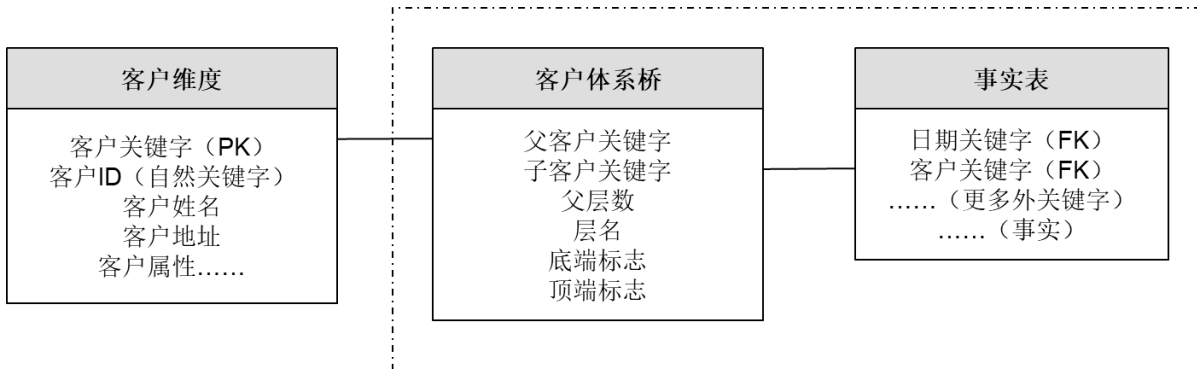 客户维度
客户关键字（PK）
客户ID（自然关键字）
客户姓名
客户地址
客户属性……
客户体系桥
父客户关键字
子客户关键字
父层数
层名
底端标志
顶端标志
事实表
日期关键字（FK）
客户关键字（FK）
……（更多外关键字）
……（事实）